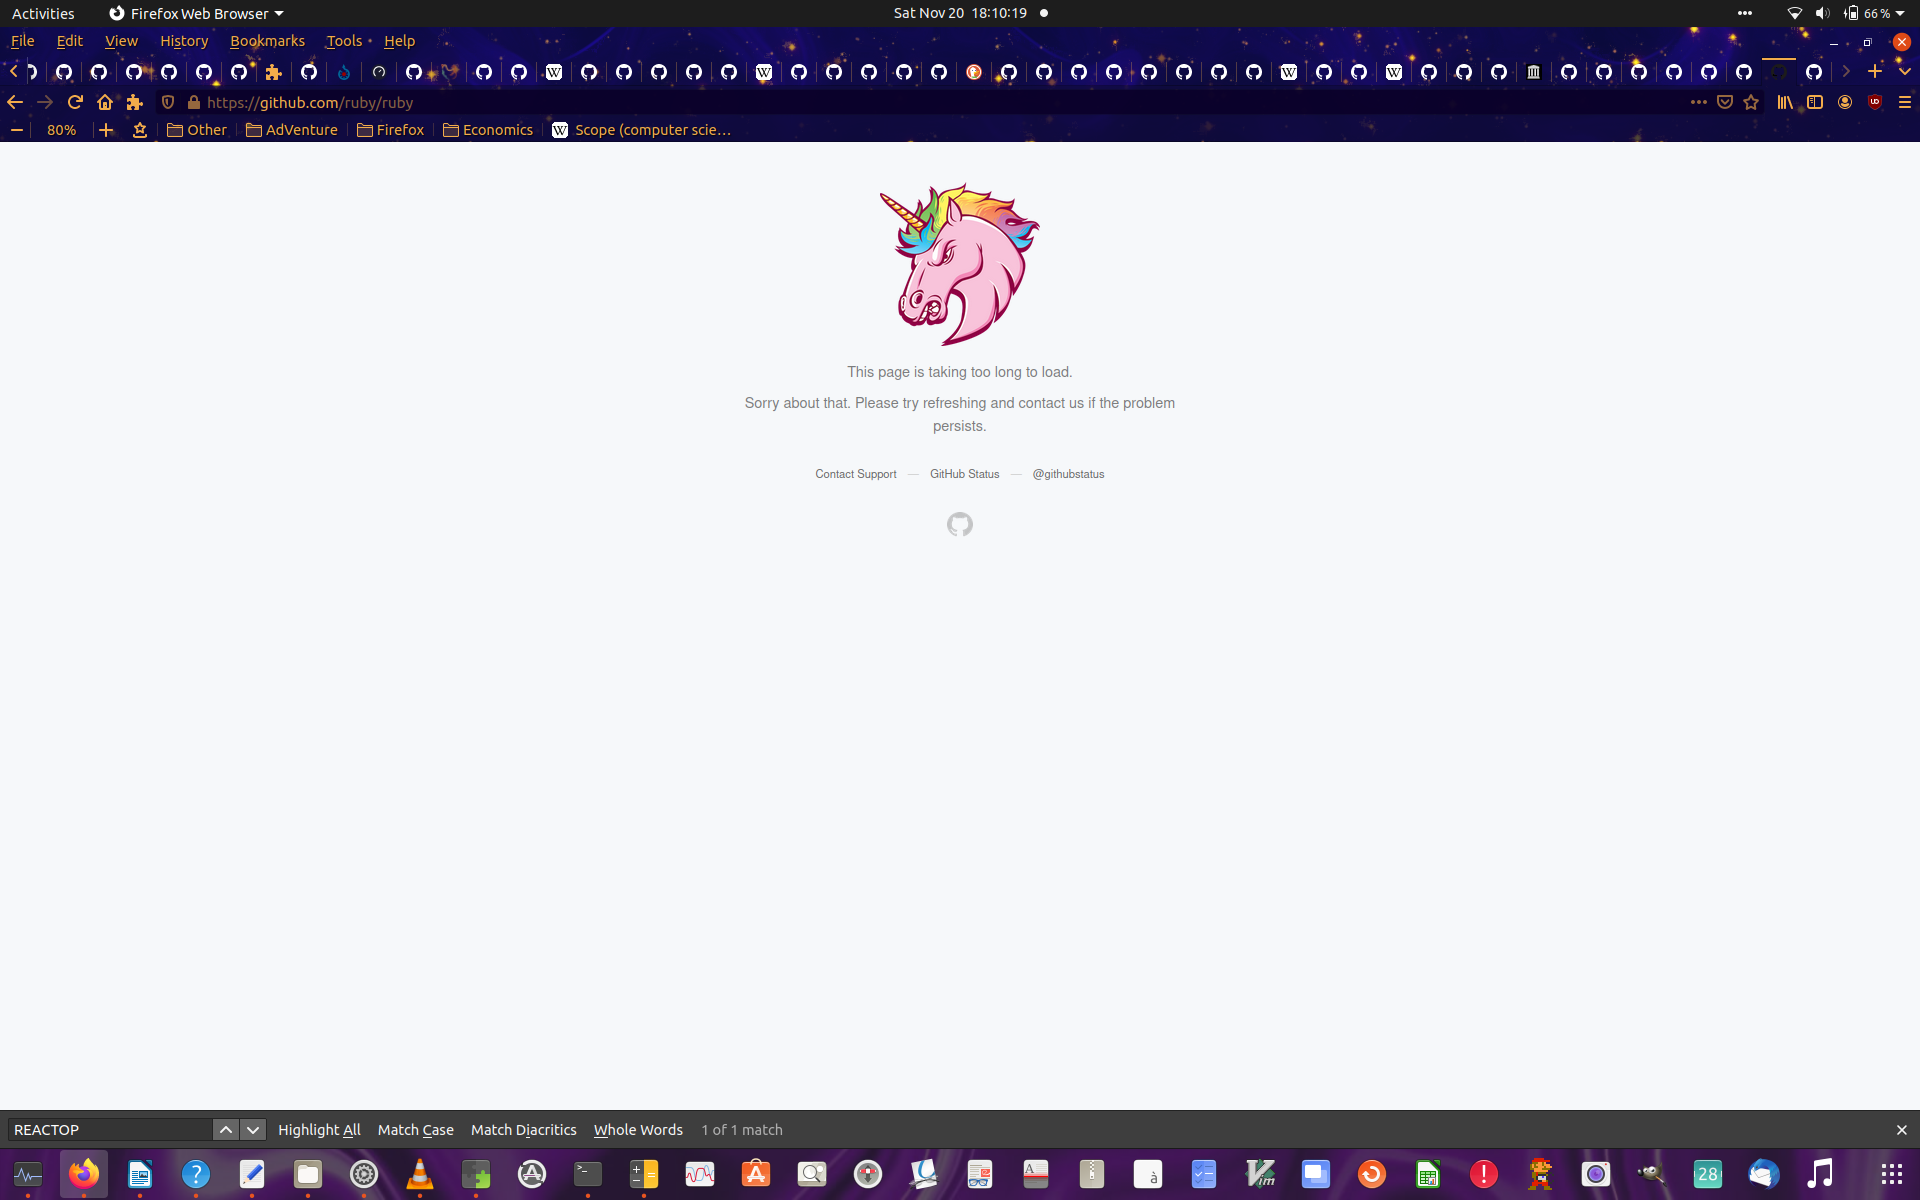 Activities Firefox Web Browser Sat Nov 20 18:10:19 66 %
File Edit View History Bookmarks Tools Help
https://github.com/ruby/ruby
80% Other AdVenture Firefox Economics W Scope (computer scie…
This page is taking too long to load.
Sorry about that. Please try refreshing and contact us if the problem
persists.
Contact Support — GitHub Status — @githubstatus
REACTOP Highlight All Match Case Match Diacritics Whole Words 1 of 1 match
28